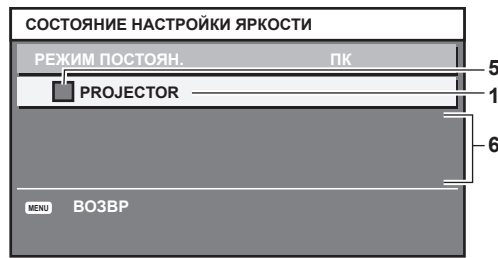 СОСТОЯНИЕ НАСТРОЙКИ ЯРКОСТИ
РЕЖИМ ПОСТОЯН. ПК
5
PROJECTOR 1
6
MENU ВОЗВР